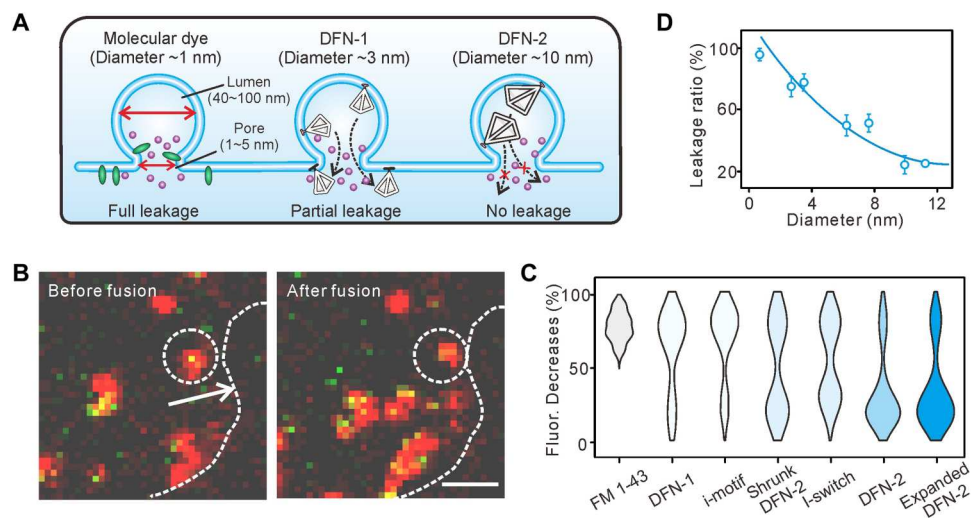 A
Molecular dye
(Diameter ~1 nm)
DFN-1
(Diameter ~3 nm)
DFN-2
(Diameter ~10 nm)
Lumen
(40~100 nm)
Pore
(1~5 nm)
Full leakage
Partial leakage
No leakage
D
Leakage ratio (%)
100
60
20
0
4
8
12
Diameter (nm)
B
Before fusion
After fusion
C
Fluor. Decreases (%)
100
50
0
FM 1-43
DFN-1
i-motif
Shrunk
DFN-2
I-switch
DFN-2
Expanded
DFN-2